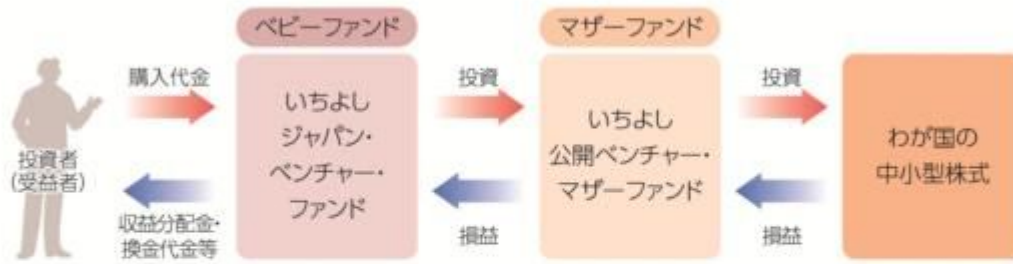 ベビーファンド
マザーファンド
購入代金
投資
投資
いちよし
ジャパン・
ベンチャー・
ファンド
いちよし
公開ベンチャー・
マザーファンド
わが国の
中小型株式
投資者
(受益者)
収益分配金・
換金代金等
損益
損益